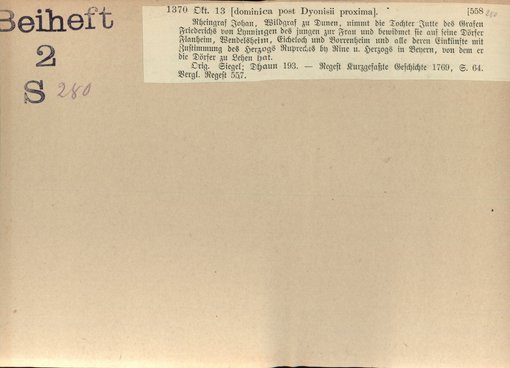 Beiheft
2
S 280
1370 Okt. 13 [dominica post Dyonisii proxima]. [558 280
Rheingraf Johan, Wildgraf zu Dunen, nimmt die Tochter Jutte des Grafen
Friederichs von Lynningen des jungen zur Frau und bewidmet sie auf seine Dörfer
Flanheim, Wendelsheim, Eicheloch und Vorrenheim und alle deren Einkünfte mit
Zustimmung des Herzogs Ruprechts by Rine u. Herzogs in Beyern, von dem er
die Dörfer zu Lehen hat.
Orig. Siegel; Dhaun 193. — Regest Kurzgefaßte Geschichte 1769, S. 64.
Vergl. Regest 557.